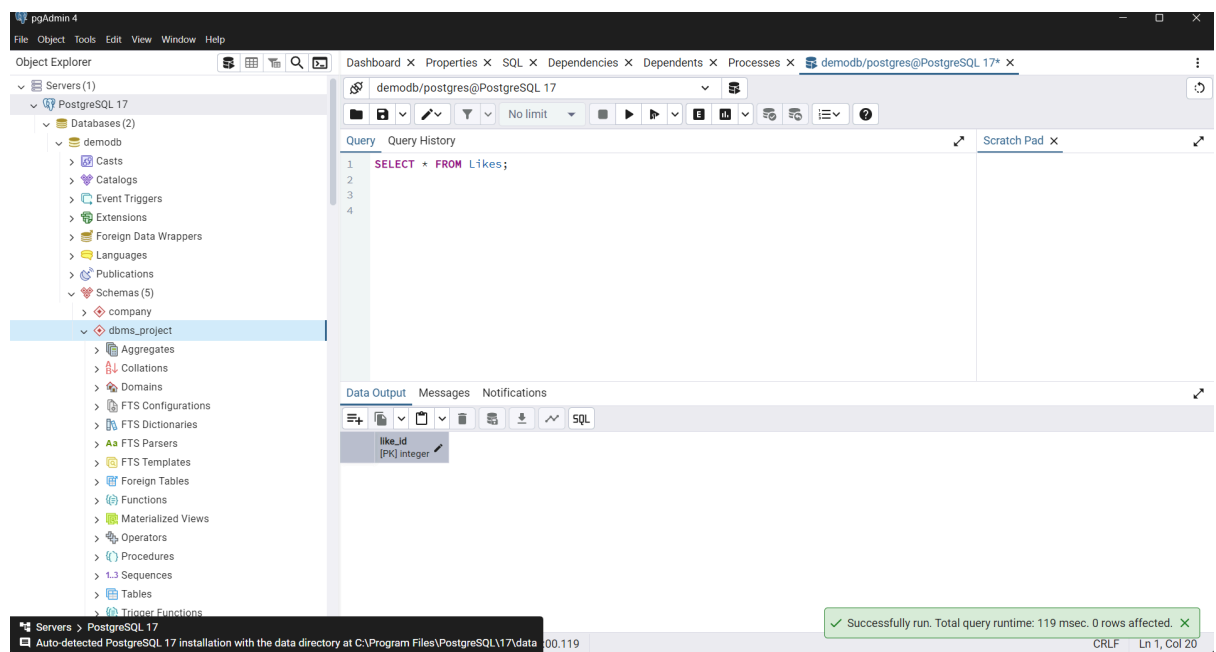 pgAdmin 4
File Object Tools Edit View Window Help
Object Explorer
Servers (1)
PostgreSQL 17
Databases (2)
demodb
Casts
Catalogs
Event Triggers
Extensions
Foreign Data Wrappers
Languages
Publications
Schemas (5)
company
dbms_project
Aggregates
Collations
Domains
FTS Configurations
FTS Dictionaries
Aa FTS Parsers
FTS Templates
Foreign Tables
Functions
Materialized Views
Operators
Procedures
1..3 Sequences
Tables
Trigger Functions
Dashboard X Properties X SQL X Dependencies X Dependents X Processes X demodb/postgres@PostgreSQL 17* X
demodb/postgres@PostgreSQL 17
No limit
E
Query Query History
Scratch Pad X
1 SELECT * FROM Likes;
2
3
4
Data Output Messages Notifications
SQL
like_id
[PK] integer
Successfully run. Total query runtime: 119 msec. 0 rows affected. X
Servers > PostgreSQL 17
Auto-detected PostgreSQL 17 installation with the data directory at C:\Program Files\PostgreSQL\17\data
:00.119
CRLF Ln 1, Col 20